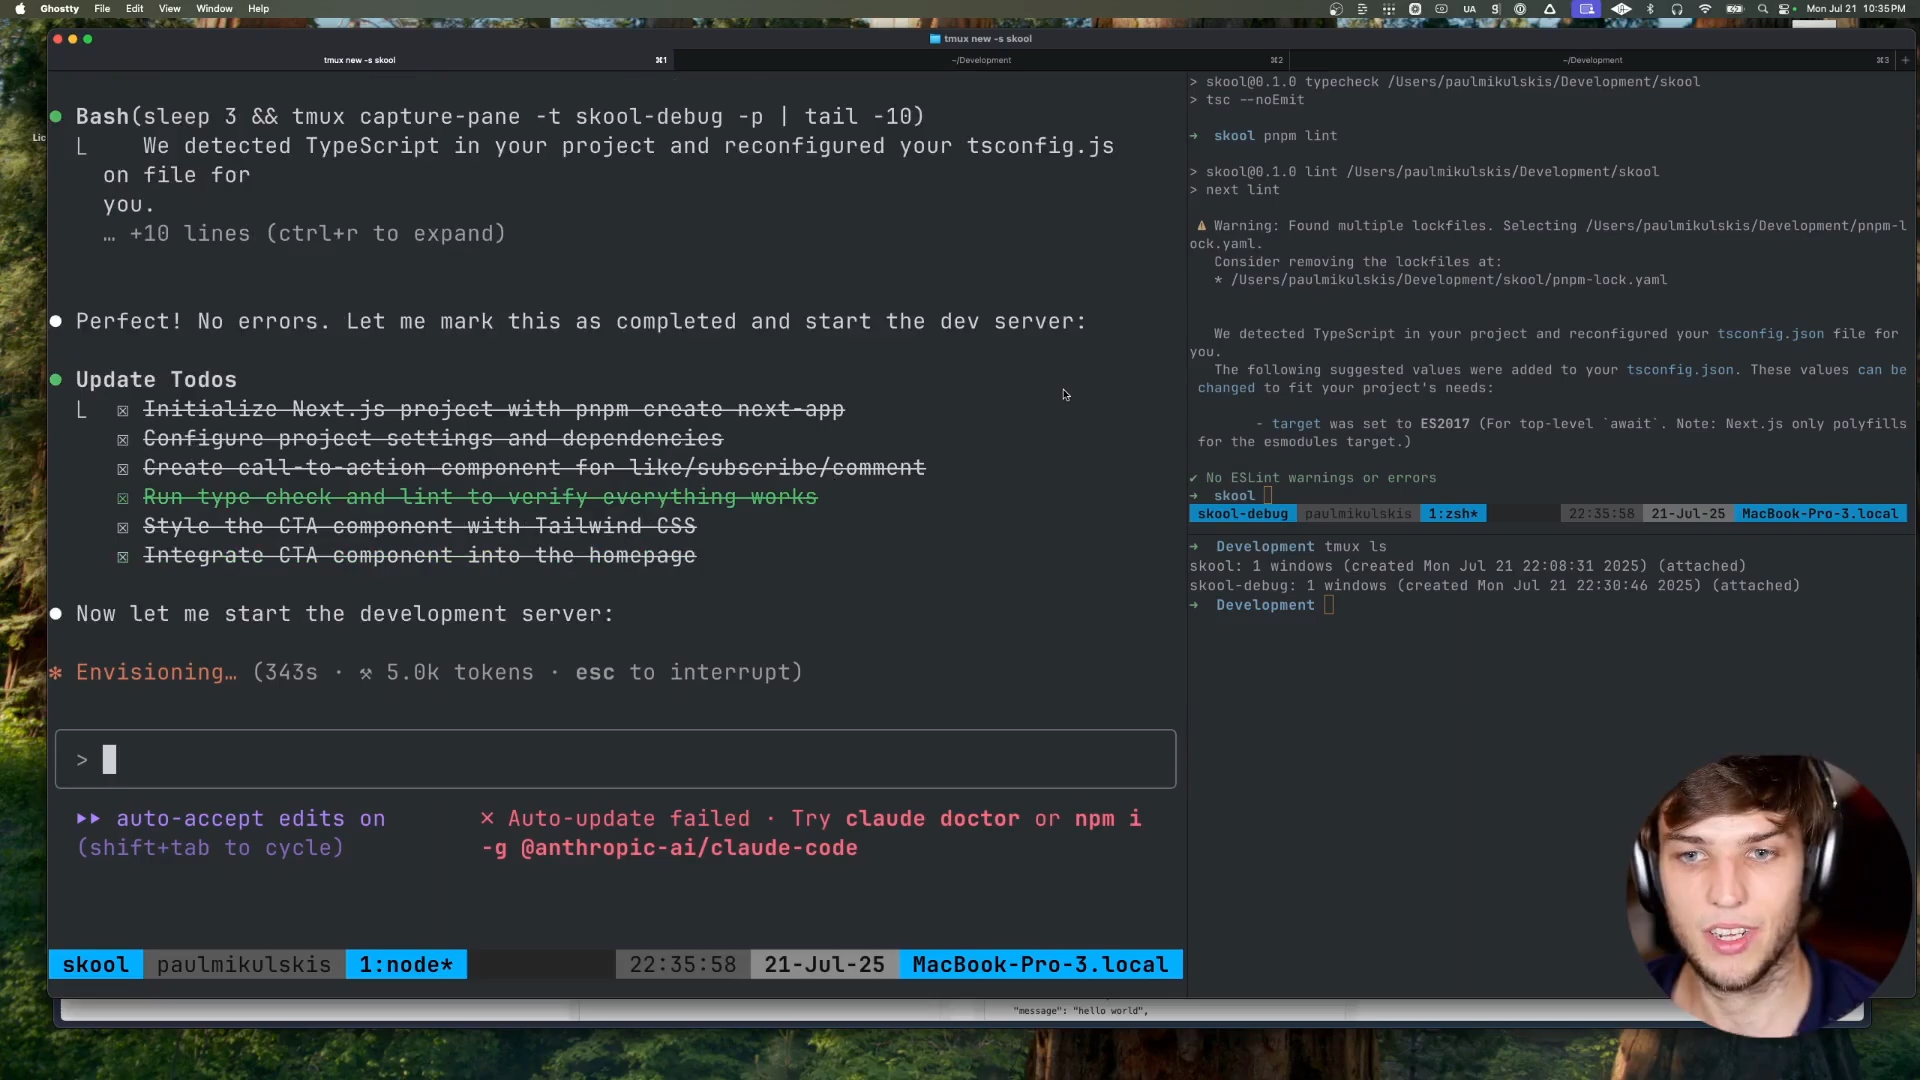 Ghostty File Edit View Window Help
UA
Mon Jul 21 10:35 PM
tmux new -s skool
tmux new -s skool ⌘1
~/Development ⌘2
~/Development ⌘3 +
Lic
● Bash(sleep 3 && tmux capture-pane -t skool-debug -p | tail -10)
⎿ We detected TypeScript in your project and reconfigured your tsconfig.js
on file for
you.
… +10 lines (ctrl+r to expand)
● Perfect! No errors. Let me mark this as completed and start the dev server:
● Update Todos
⎿ ☒ Initialize Next.js project with pnpm create next-app
☒ Configure project settings and dependencies
☒ Create call-to-action component for like/subscribe/comment
☒ Run type check and lint to verify everything works
☒ Style the CTA component with Tailwind CSS
☒ Integrate CTA component into the homepage
● Now let me start the development server:
✻ Envisioning… (343s · ⚒ 5.0k tokens · esc to interrupt)
>
⏵⏵ auto-accept edits on
(shift+tab to cycle)
✕ Auto-update failed · Try claude doctor or npm i
-g @anthropic-ai/claude-code
skool paulmikulskis 1:node* 22:35:58 21-Jul-25 MacBook-Pro-3.local
> skool@0.1.0 typecheck /Users/paulmikulskis/Development/skool
> tsc --noEmit
→ skool pnpm lint
> skool@0.1.0 lint /Users/paulmikulskis/Development/skool
> next lint
⚠ Warning: Found multiple lockfiles. Selecting /Users/paulmikulskis/Development/pnpm-l
ock.yaml.
Consider removing the lockfiles at:
* /Users/paulmikulskis/Development/skool/pnpm-lock.yaml
We detected TypeScript in your project and reconfigured your tsconfig.json file for
you.
The following suggested values were added to your tsconfig.json. These values can be
changed to fit your project's needs:
- target was set to ES2017 (For top-level `await`. Note: Next.js only polyfills
for the esmodules target.)
✔ No ESLint warnings or errors
→ skool
skool-debug paulmikulskis 1:zsh* 22:35:58 21-Jul-25 MacBook-Pro-3.local
→ Development tmux ls
skool: 1 windows (created Mon Jul 21 22:08:31 2025) (attached)
skool-debug: 1 windows (created Mon Jul 21 22:30:46 2025) (attached)
→ Development
"message": "hello world",